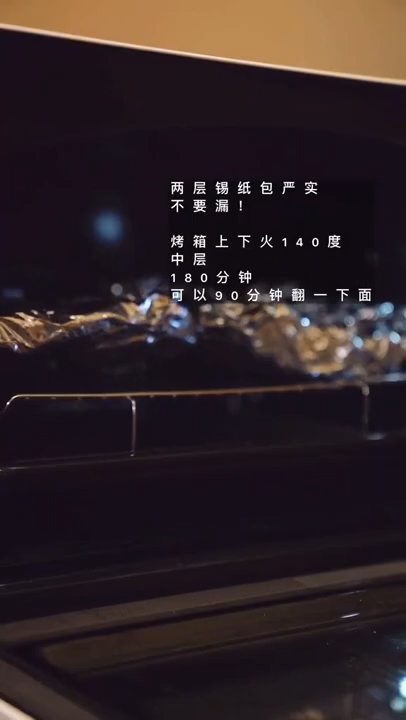 两层锡纸包严实
不要漏！
烤箱上下火140度
中层
180分钟
可以90分钟翻一下面